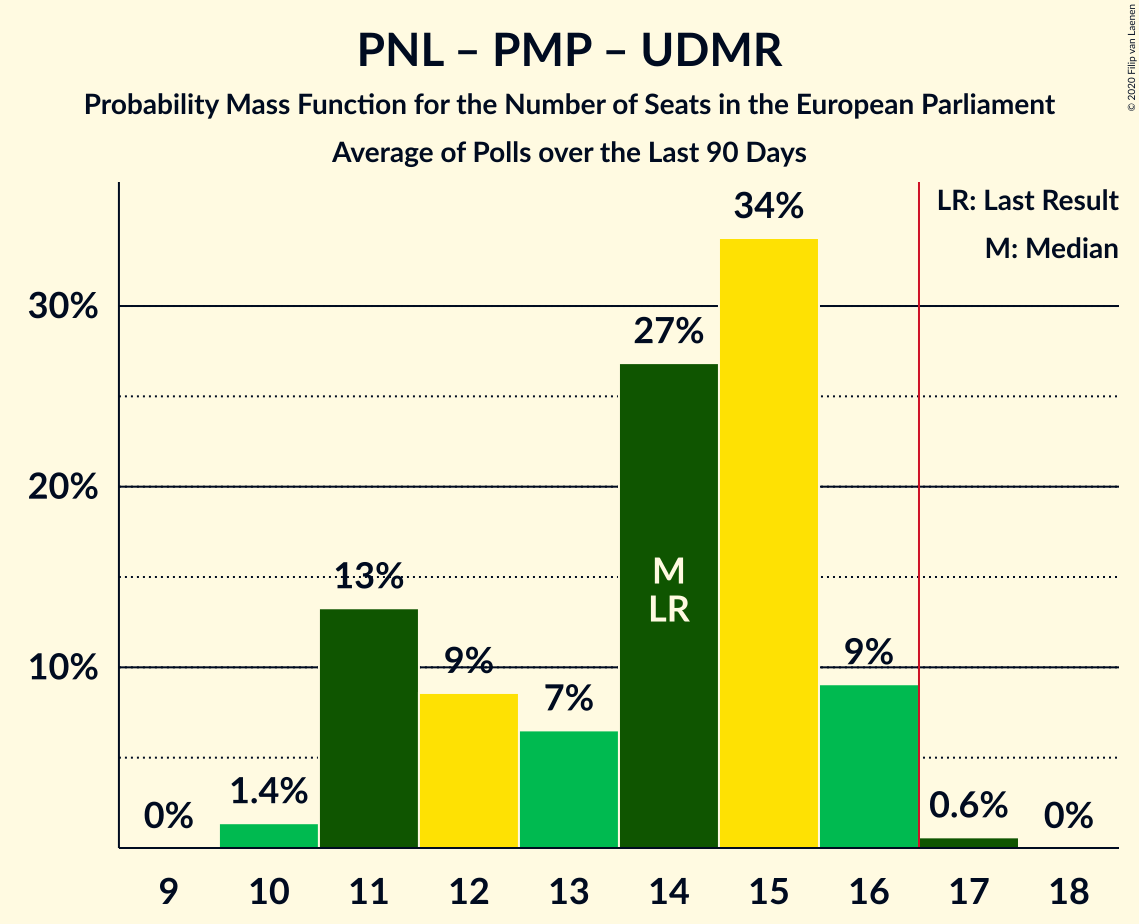 PNL – PMP – UDMR
Probability Mass Function for the Number of Seats in the European Parliament
Average of Polls over the Last 90 Days
© 2020 Filip van Laenen
LR: Last Result
M: Median
34%
30%
27%
20%
13%
M
LR
10%
9%
9%
7%
1.4%
0%
0.6%
0%
9 10 11 12 13 14 15 16 17 18